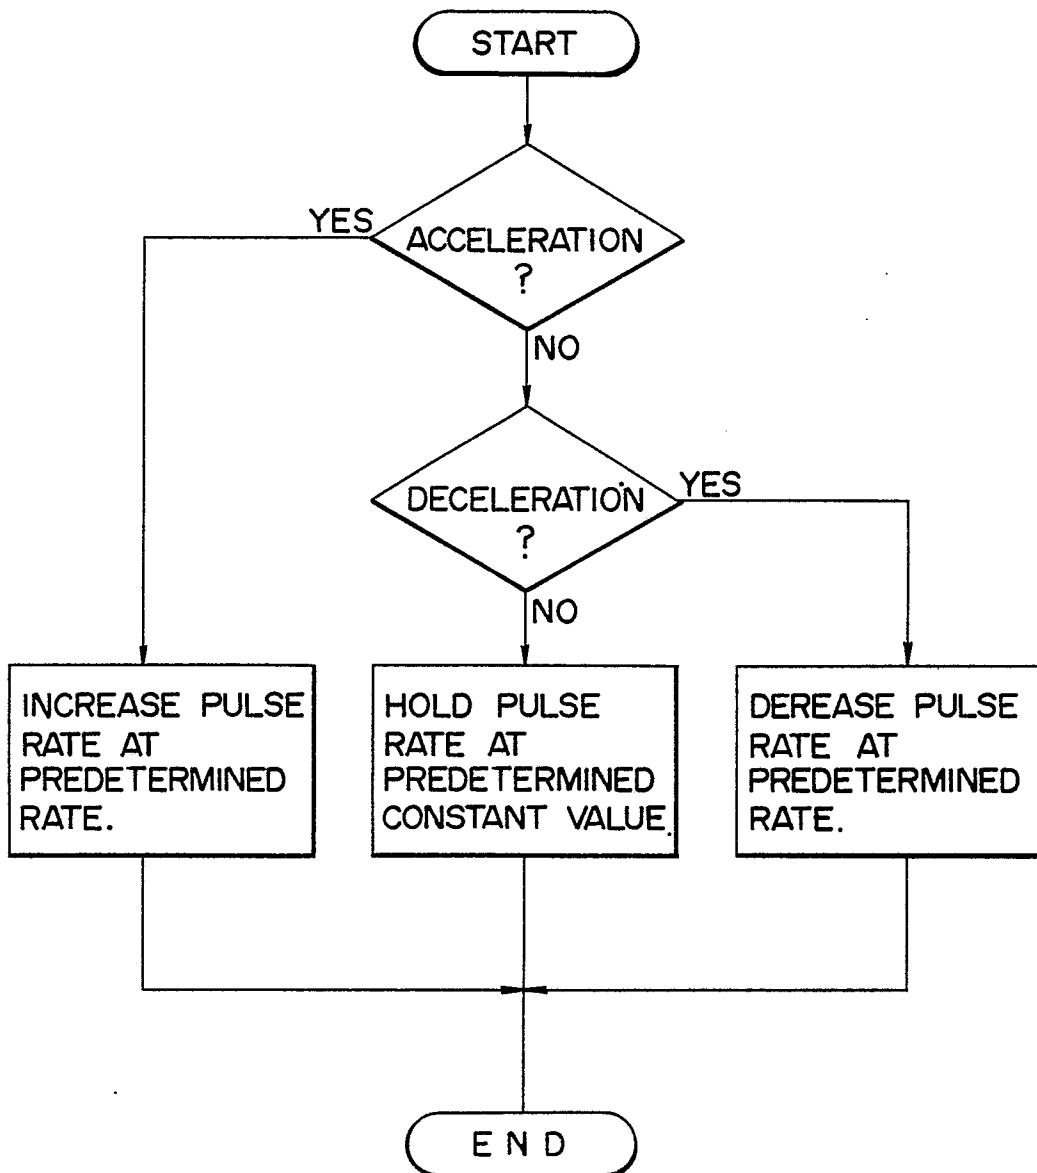 START
YES
ACCELERATION
?
NO
DECELERATION
?
YES
NO
INCREASE PULSE
RATE AT
PREDETERMINED
RATE.
HOLD PULSE
RATE AT
PREDETERMINED
CONSTANT VALUE.
DEREASE PULSE
RATE AT
PREDETERMINED
RATE.
END